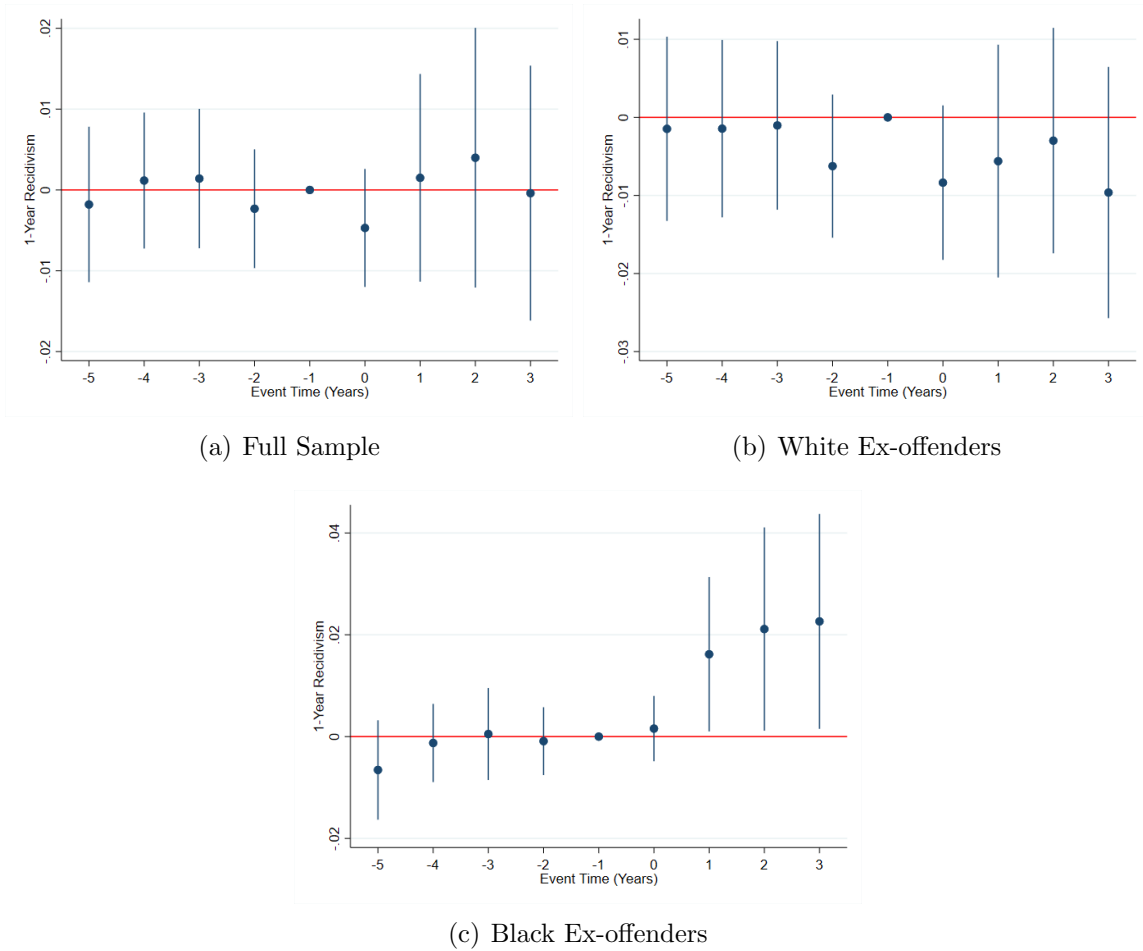 .02
.01
0
-.01
-.02
1-Year Recidivism
-5 -4 -3 -2 -1 0 1 2 3
Event Time (Years)
(a) Full Sample
.01
0
-.01
-.02
-.03
1-Year Recidivism
-5 -4 -3 -2 -1 0 1 2 3
Event Time (Years)
(b) White Ex-offenders
.04
.02
0
-.02
1-Year Recidivism
-5 -4 -3 -2 -1 0 1 2 3
Event Time (Years)
(c) Black Ex-offenders